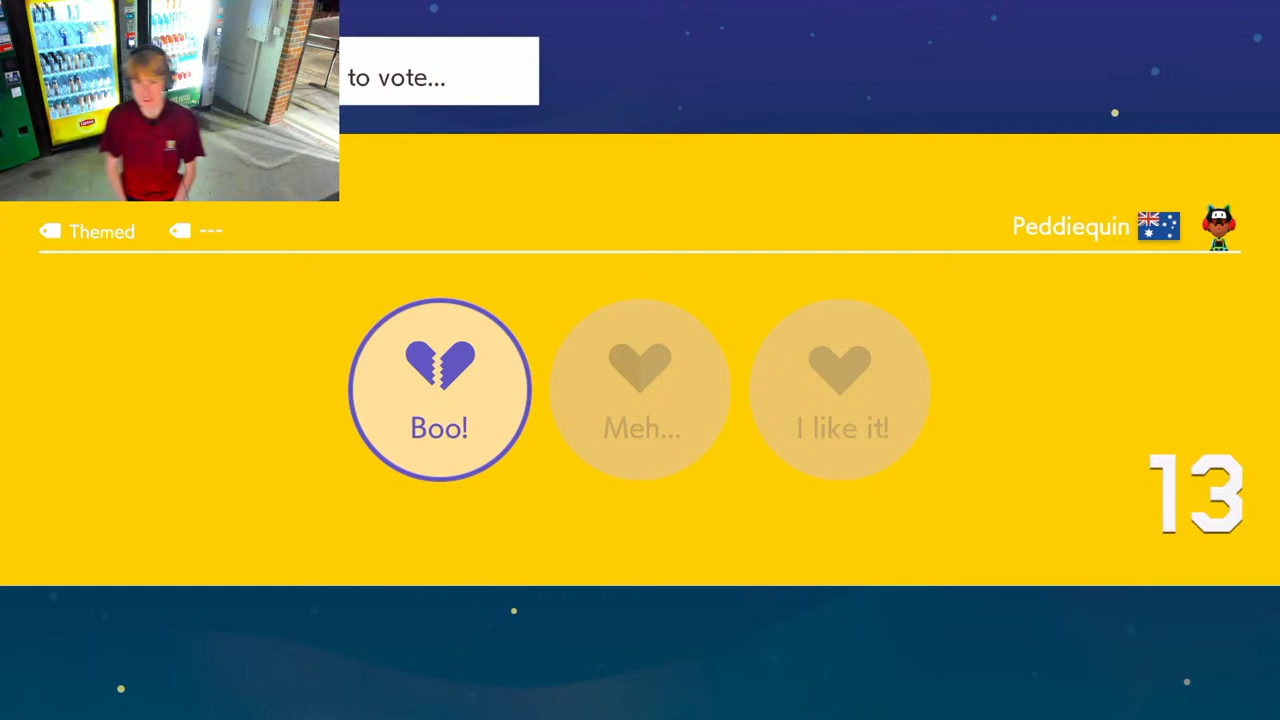 to vote...
Themed
---
Peddiequin
Boo!
Meh...
I like it!
13